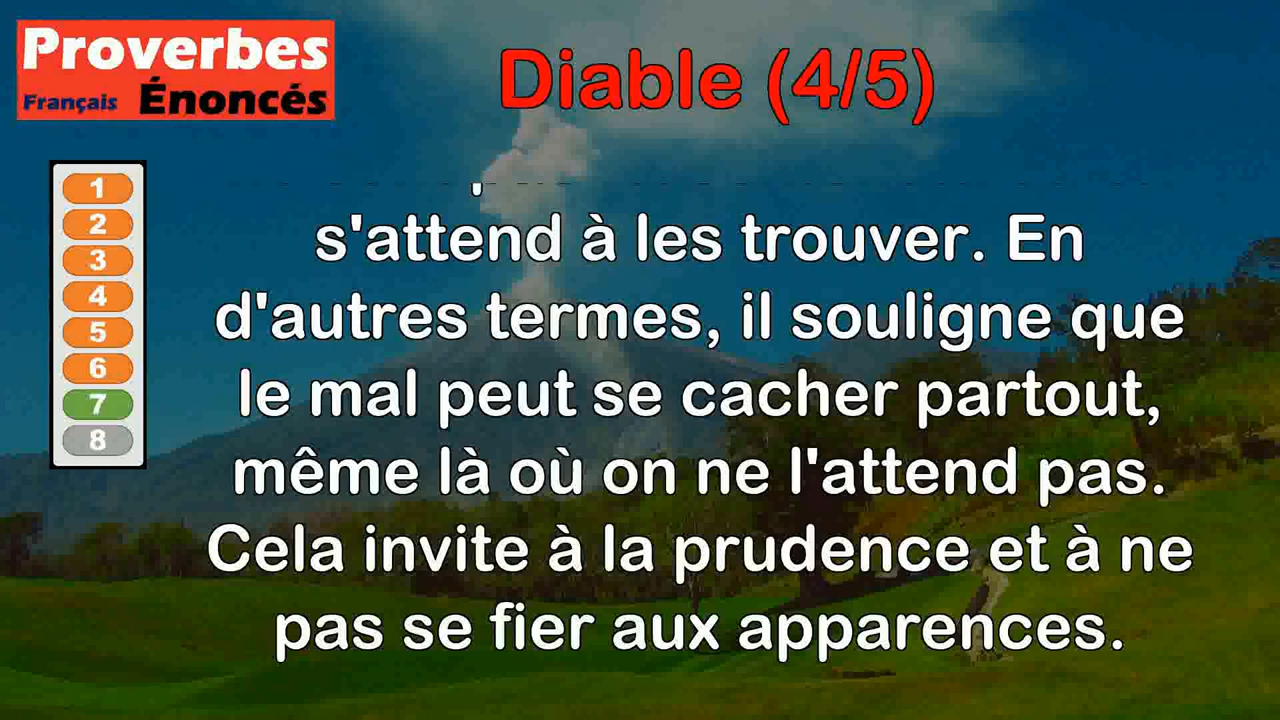 Proverbes
Français Énoncés
Diable (4/5)
1
2
3
4
5
6
7
8
s'attend à les trouver. En
d'autres termes, il souligne que
le mal peut se cacher partout,
même là où on ne l'attend pas.
Cela invite à la prudence et à ne
pas se fier aux apparences.